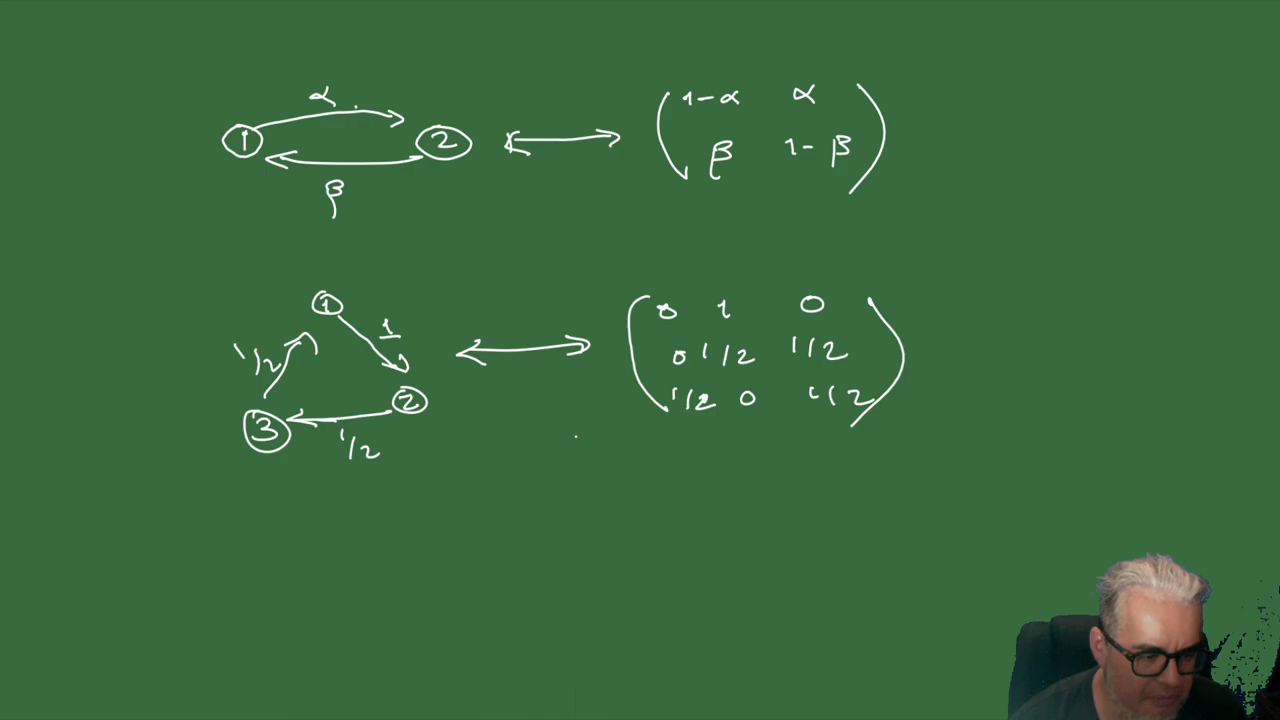 α
1 2 1-α α
β β 1-β
1 1 0 1 0
1/2 2 0 1/2 1/2
3 1/2 1/2 0 1/2